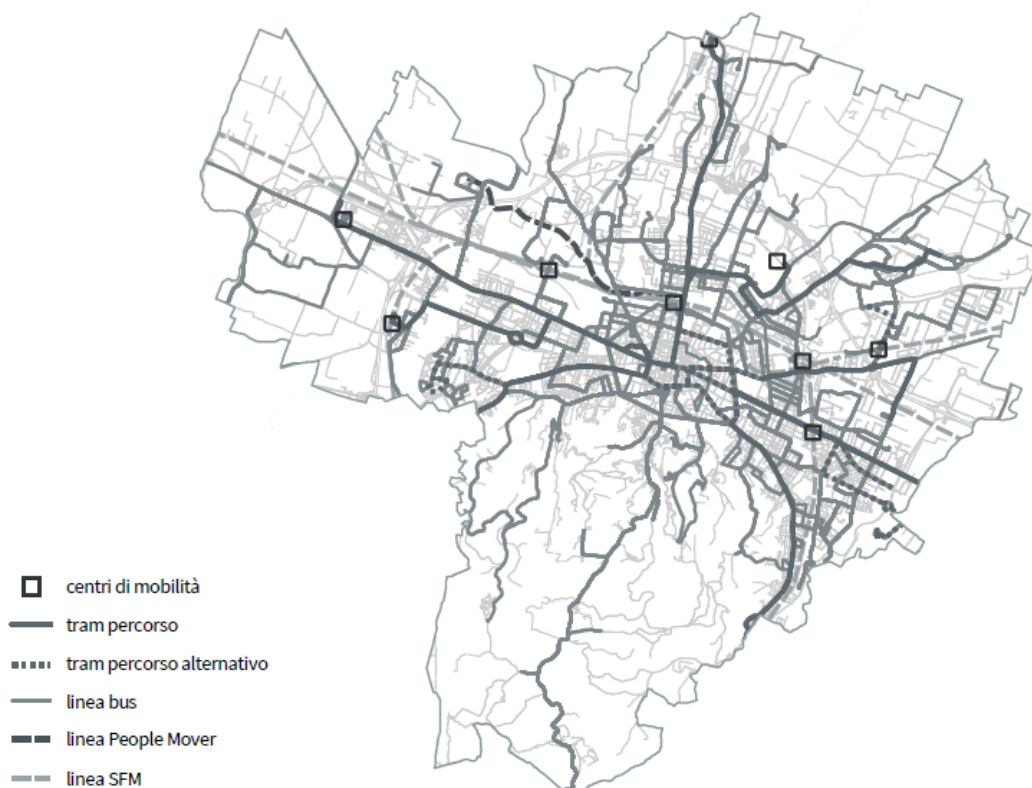 centri di mobilità
tram percorso
tram percorso alternativo
linea bus
linea People Mover
linea SFM